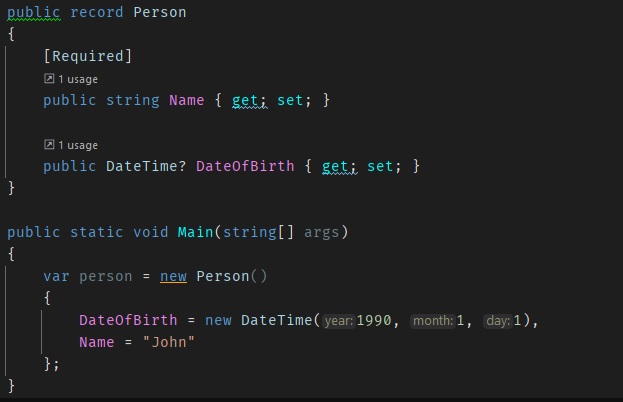 public record Person
{
[Required]
1 usage
public string Name { get; set; }
1 usage
public DateTime? DateOfBirth { get; set; }
}
public static void Main(string[] args)
{
var person = new Person()
{
DateOfBirth = new DateTime(year:1990, month:1, day:1),
Name = "John"
};
}